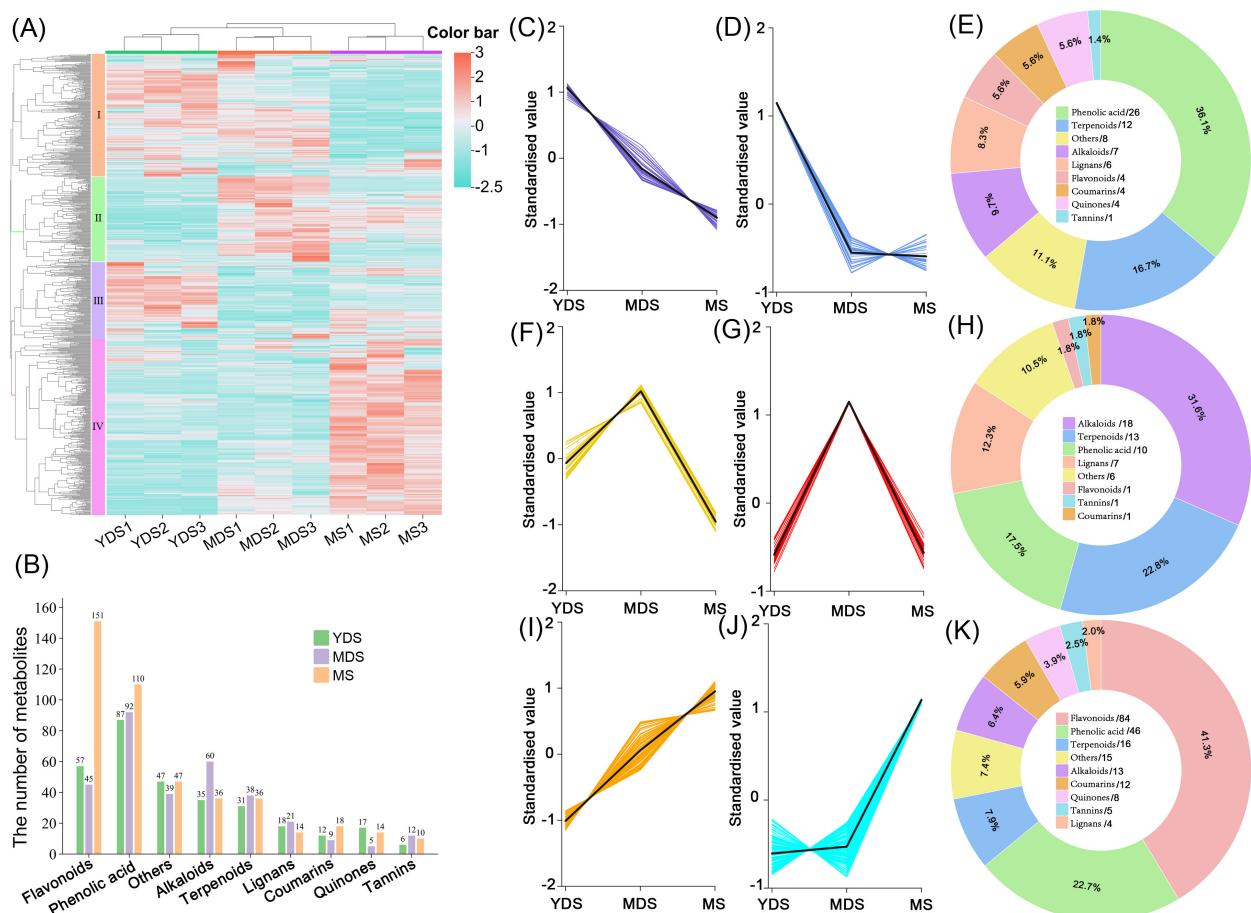 (A)
Color bar
3
2
1
0
-1
-2.5
I
II
III
IV
YDS1
YDS2
YDS3
MDS1
MDS2
MDS3
MS1
MS2
MS3
(B)
The number of metabolites
160
140
120
100
80
60
40
20
0
YDS
MDS
MS
57
45
151
87
92
110
47
39
47
35
60
36
31
38
36
18
21
14
12
9
18
17
5
14
6
12
10
Flavonoids
Phenolic acid
Others
Alkaloids
Terpenoids
Lignans
Coumarins
Quinones
Tannins
(C)
Standardised value
2
1
0
-1
-2
YDS
MDS
MS
(D)
Standardised value
2
1
0
-1
YDS
MDS
MS
(E)
36.1%
16.7%
11.1%
9.7%
8.3%
5.6%
5.6%
5.6%
1.4%
Phenolic acid/26
Terpenoids/12
Others/8
Alkaloids/7
Lignans/6
Flavonoids/4
Coumarins/4
Quinones/4
Tannins/1
(F)
Standardised value
2
1
0
-1
-2
YDS
MDS
MS
(G)
Standardised value
2
1
0
-1
YDS
MDS
MS
(H)
31.6%
22.8%
17.5%
12.3%
10.5%
1.8%
1.8%
1.8%
Alkaloids /18
Terpenoids/13
Phenolic acid/10
Lignans/7
Others/6
Flavonoids/1
Tannins/1
Coumarins/1
(I)
Standardised value
2
1
0
-1
-2
YDS
MDS
MS
(J)
Standardised value
2
1
0
-1
YDS
MDS
MS
(K)
41.3%
22.7%
7.9%
7.4%
6.4%
5.9%
3.9%
2.5%
2.0%
Flavonoids/84
Phenolic acid /46
Terpenoids/16
Others/15
Alkaloids/13
Coumarins/12
Quinones/8
Tannins/5
Lignans/4